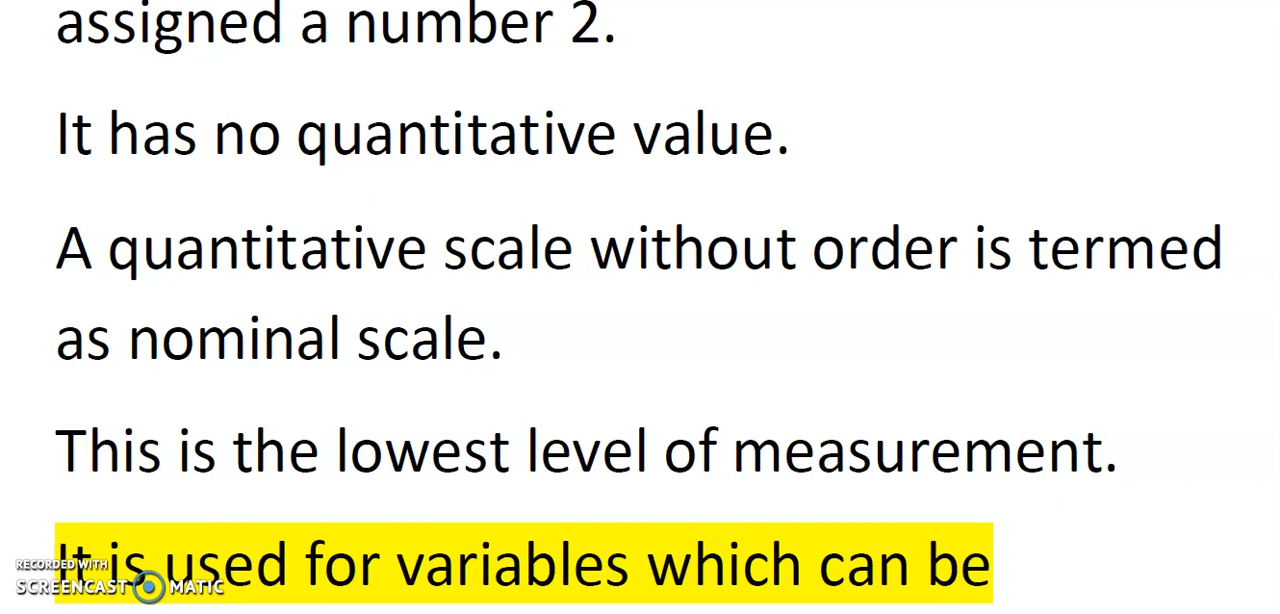 assigned a number 2.
It has no quantitative value.
A quantitative scale without order is termed
as nominal scale.
This is the lowest level of measurement.
It is used for variables which can be
RECORDED WITH
SCREENCAST MATIC